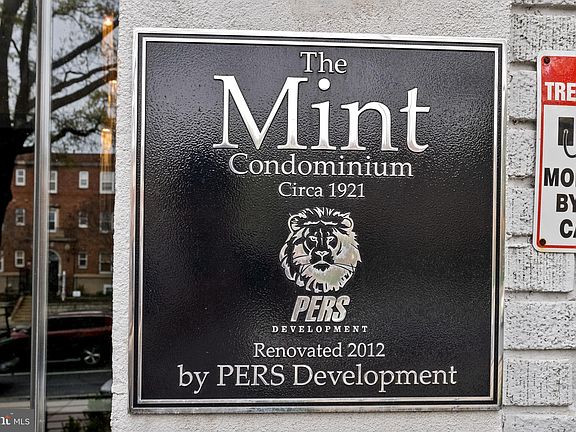 The
Mint
Condominium
Circa 1921
PERS
DEVELOPMENT
Renovated 2012
by PERS Development
TRE
MO
BY
CA
MLS